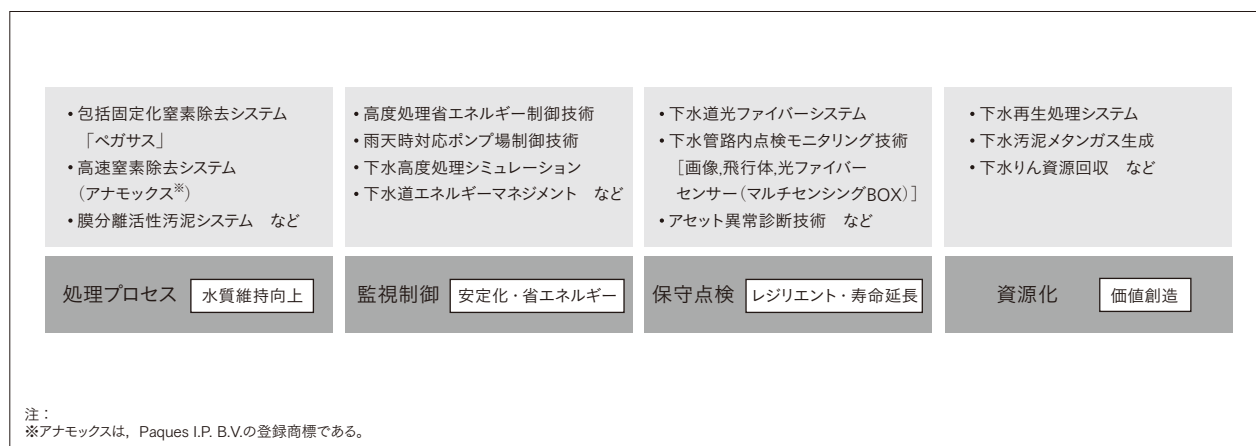 ・包括固定化窒素除去システム
「ペガサス」
・高速窒素除去システム
（アナモックス※）
・膜分離活性汚泥システム　など
・高度処理省エネルギー制御技術
・雨天時対応ポンプ場制御技術
・下水高度処理シミュレーション
・下水道エネルギーマネジメント　など
・下水道光ファイバーシステム
・下水管路内点検モニタリング技術
［画像,飛行体,光ファイバー
センサー（マルチセンシングBOX）］
・アセット異常診断技術　など
・下水再生処理システム
・下水汚泥メタンガス生成
・下水りん資源回収　など
処理プロセス　水質維持向上
監視制御　安定化・省エネルギー
保守点検　レジリエント・寿命延長
資源化　価値創造
注：
※アナモックスは，Paques I.P. B.V.の登録商標である。